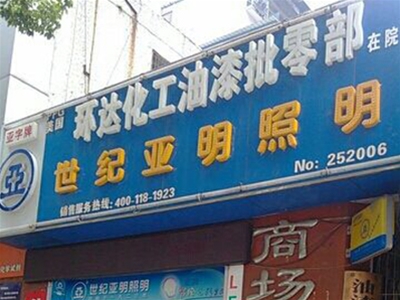 环达化工油漆批零部 在院
亚字牌
世纪亚明照明
No: 252006
销售服务热线: 400-118-1923
世纪亚明照明
商场
油